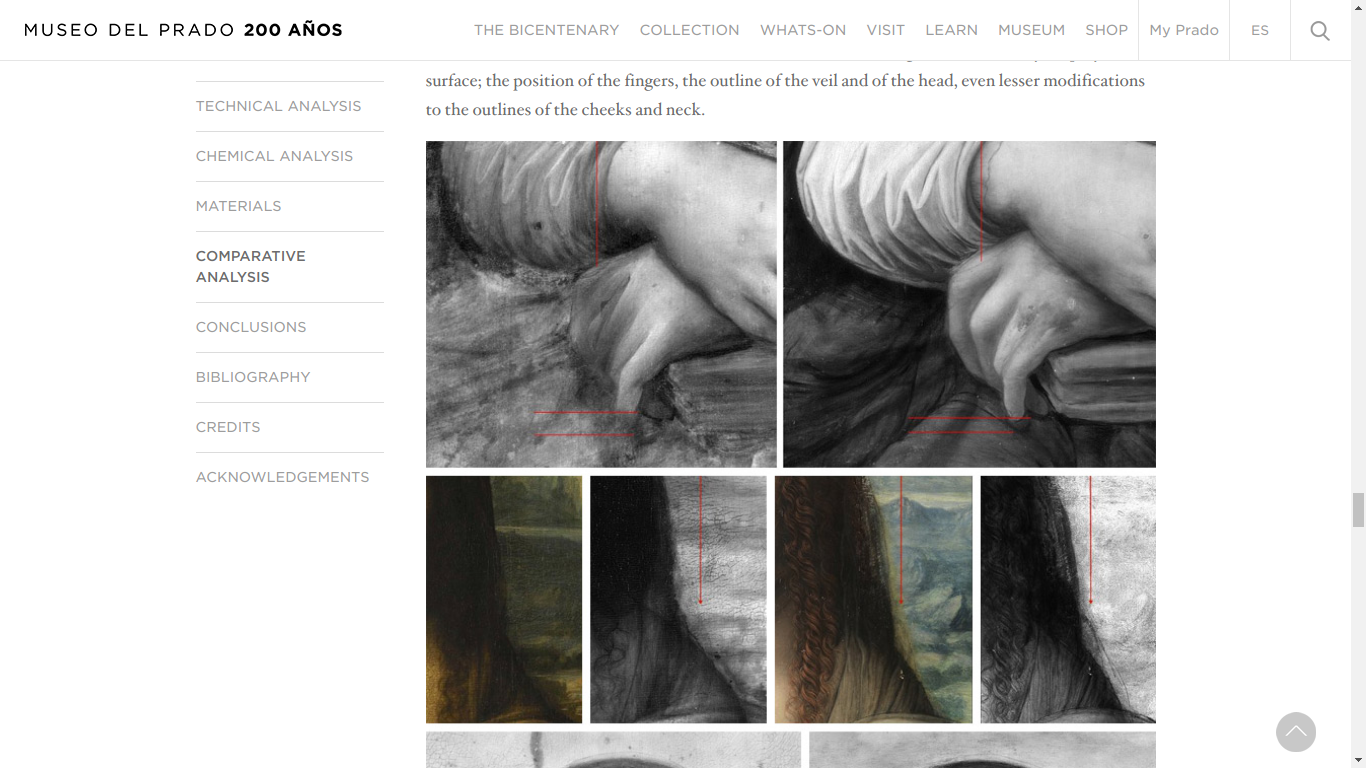 MUSEO DEL PRADO 200 AÑOS
THE BICENTENARY COLLECTION WHATS-ON VISIT LEARN MUSEUM SHOP My Prado ES
TECHNICAL ANALYSIS
CHEMICAL ANALYSIS
MATERIALS
COMPARATIVE
ANALYSIS
CONCLUSIONS
BIBLIOGRAPHY
CREDITS
ACKNOWLEDGEMENTS
surface; the position of the fingers, the outline of the veil and of the head, even lesser modifications
to the outlines of the cheeks and neck.